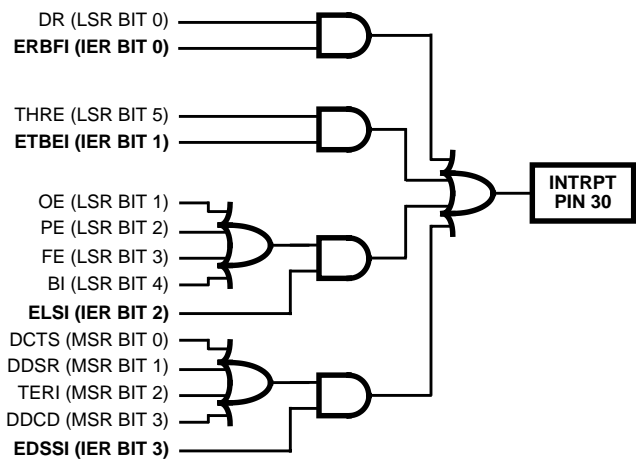 DR (LSR BIT 0)
ERBFI (IER BIT 0)
THRE (LSR BIT 5)
ETBEI (IER BIT 1)
OE (LSR BIT 1)
PE (LSR BIT 2)
FE (LSR BIT 3)
BI (LSR BIT 4)
ELSI (IER BIT 2)
DCTS (MSR BIT 0)
DDSR (MSR BIT 1)
TERI (MSR BIT 2)
DDCD (MSR BIT 3)
EDSSI (IER BIT 3)
INTRPT
PIN 30